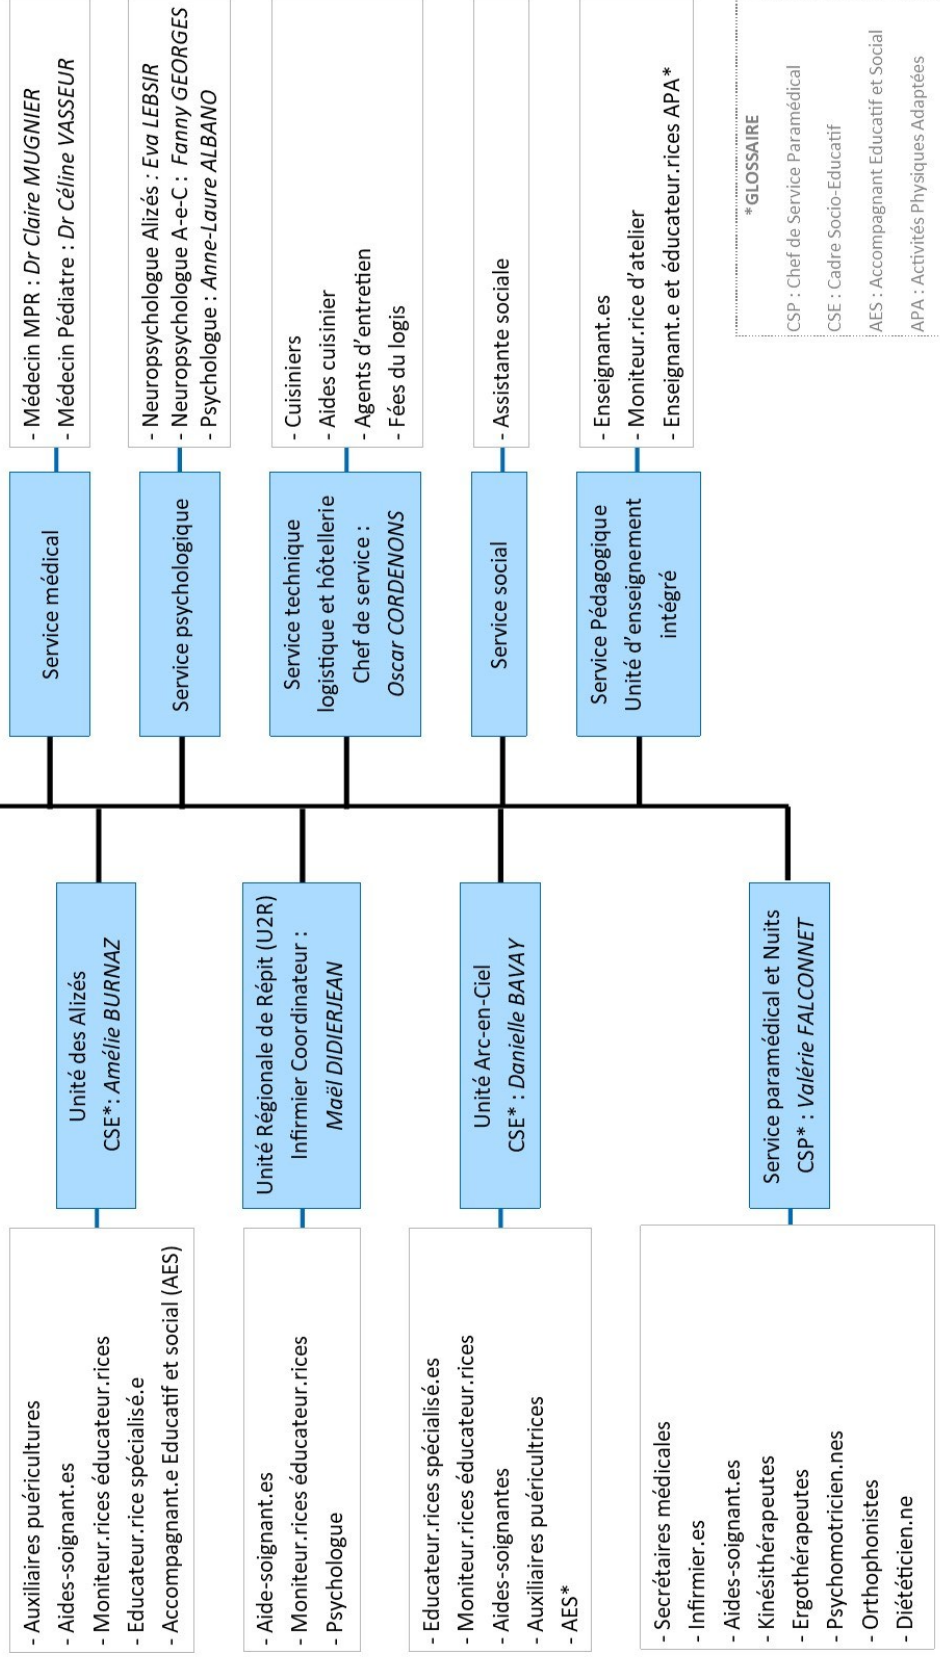 - Médecin MPR : Dr Claire MUGNIER
- Médecin Pédiatre : Dr Céline VASSEUR
Service médical
- Neuropsychologue Alizés : Eva LEBSIR
- Neuropsychologue A-e-C : Fanny GEORGES
- Psychologue : Anne-Laure ALBANO
Service psychologique
- Cuisiniers
- Aides cuisinier
- Agents d'entretien
- Fées du logis
Service technique
logistique et hôtellerie
Chef de service :
Oscar CORDENONS
- Assistante sociale
Service social
- Enseignant.es
- Moniteur.rice d'atelier
- Enseignant.e et éducateur.rices APA*
Service Pédagogique
Unité d'enseignement
intégré
Unité des Alizés
CSE*: Amélie BURNAZ
- Auxiliaires puéricultures
- Aides-soignant.es
- Moniteur.rices éducateur.rices
- Educateur.rice spécialisé.e
- Accompagnant.e Educatif et social (AES)
Unité Régionale de Répit (U2R)
Infirmier Coordinateur :
Maël DIDIERJEAN
- Aide-soignant.es
- Moniteur.rices éducateur.rices
- Psychologue
Unité Arc-en-Ciel
CSE* : Danielle BAVAY
- Educateur.rices spécialisé.es
- Moniteur.rices éducateur.rices
- Aides-soignantes
- Auxiliaires puéricultrices
- AES*
Service paramédical et Nuits
CSP* : Valérie FALCONNET
- Secrétaires médicales
- Infirmier.es
- Aides-soignant.es
- Kinésithérapeutes
- Ergothérapeutes
- Psychomotricien.nes
- Orthophonistes
- Diététicien.ne
*GLOSSAIRE
CSP : Chef de Service Paramédical
CSE : Cadre Socio-Educatif
AES : Accompagnant Educatif et Social
APA : Activités Physiques Adaptées